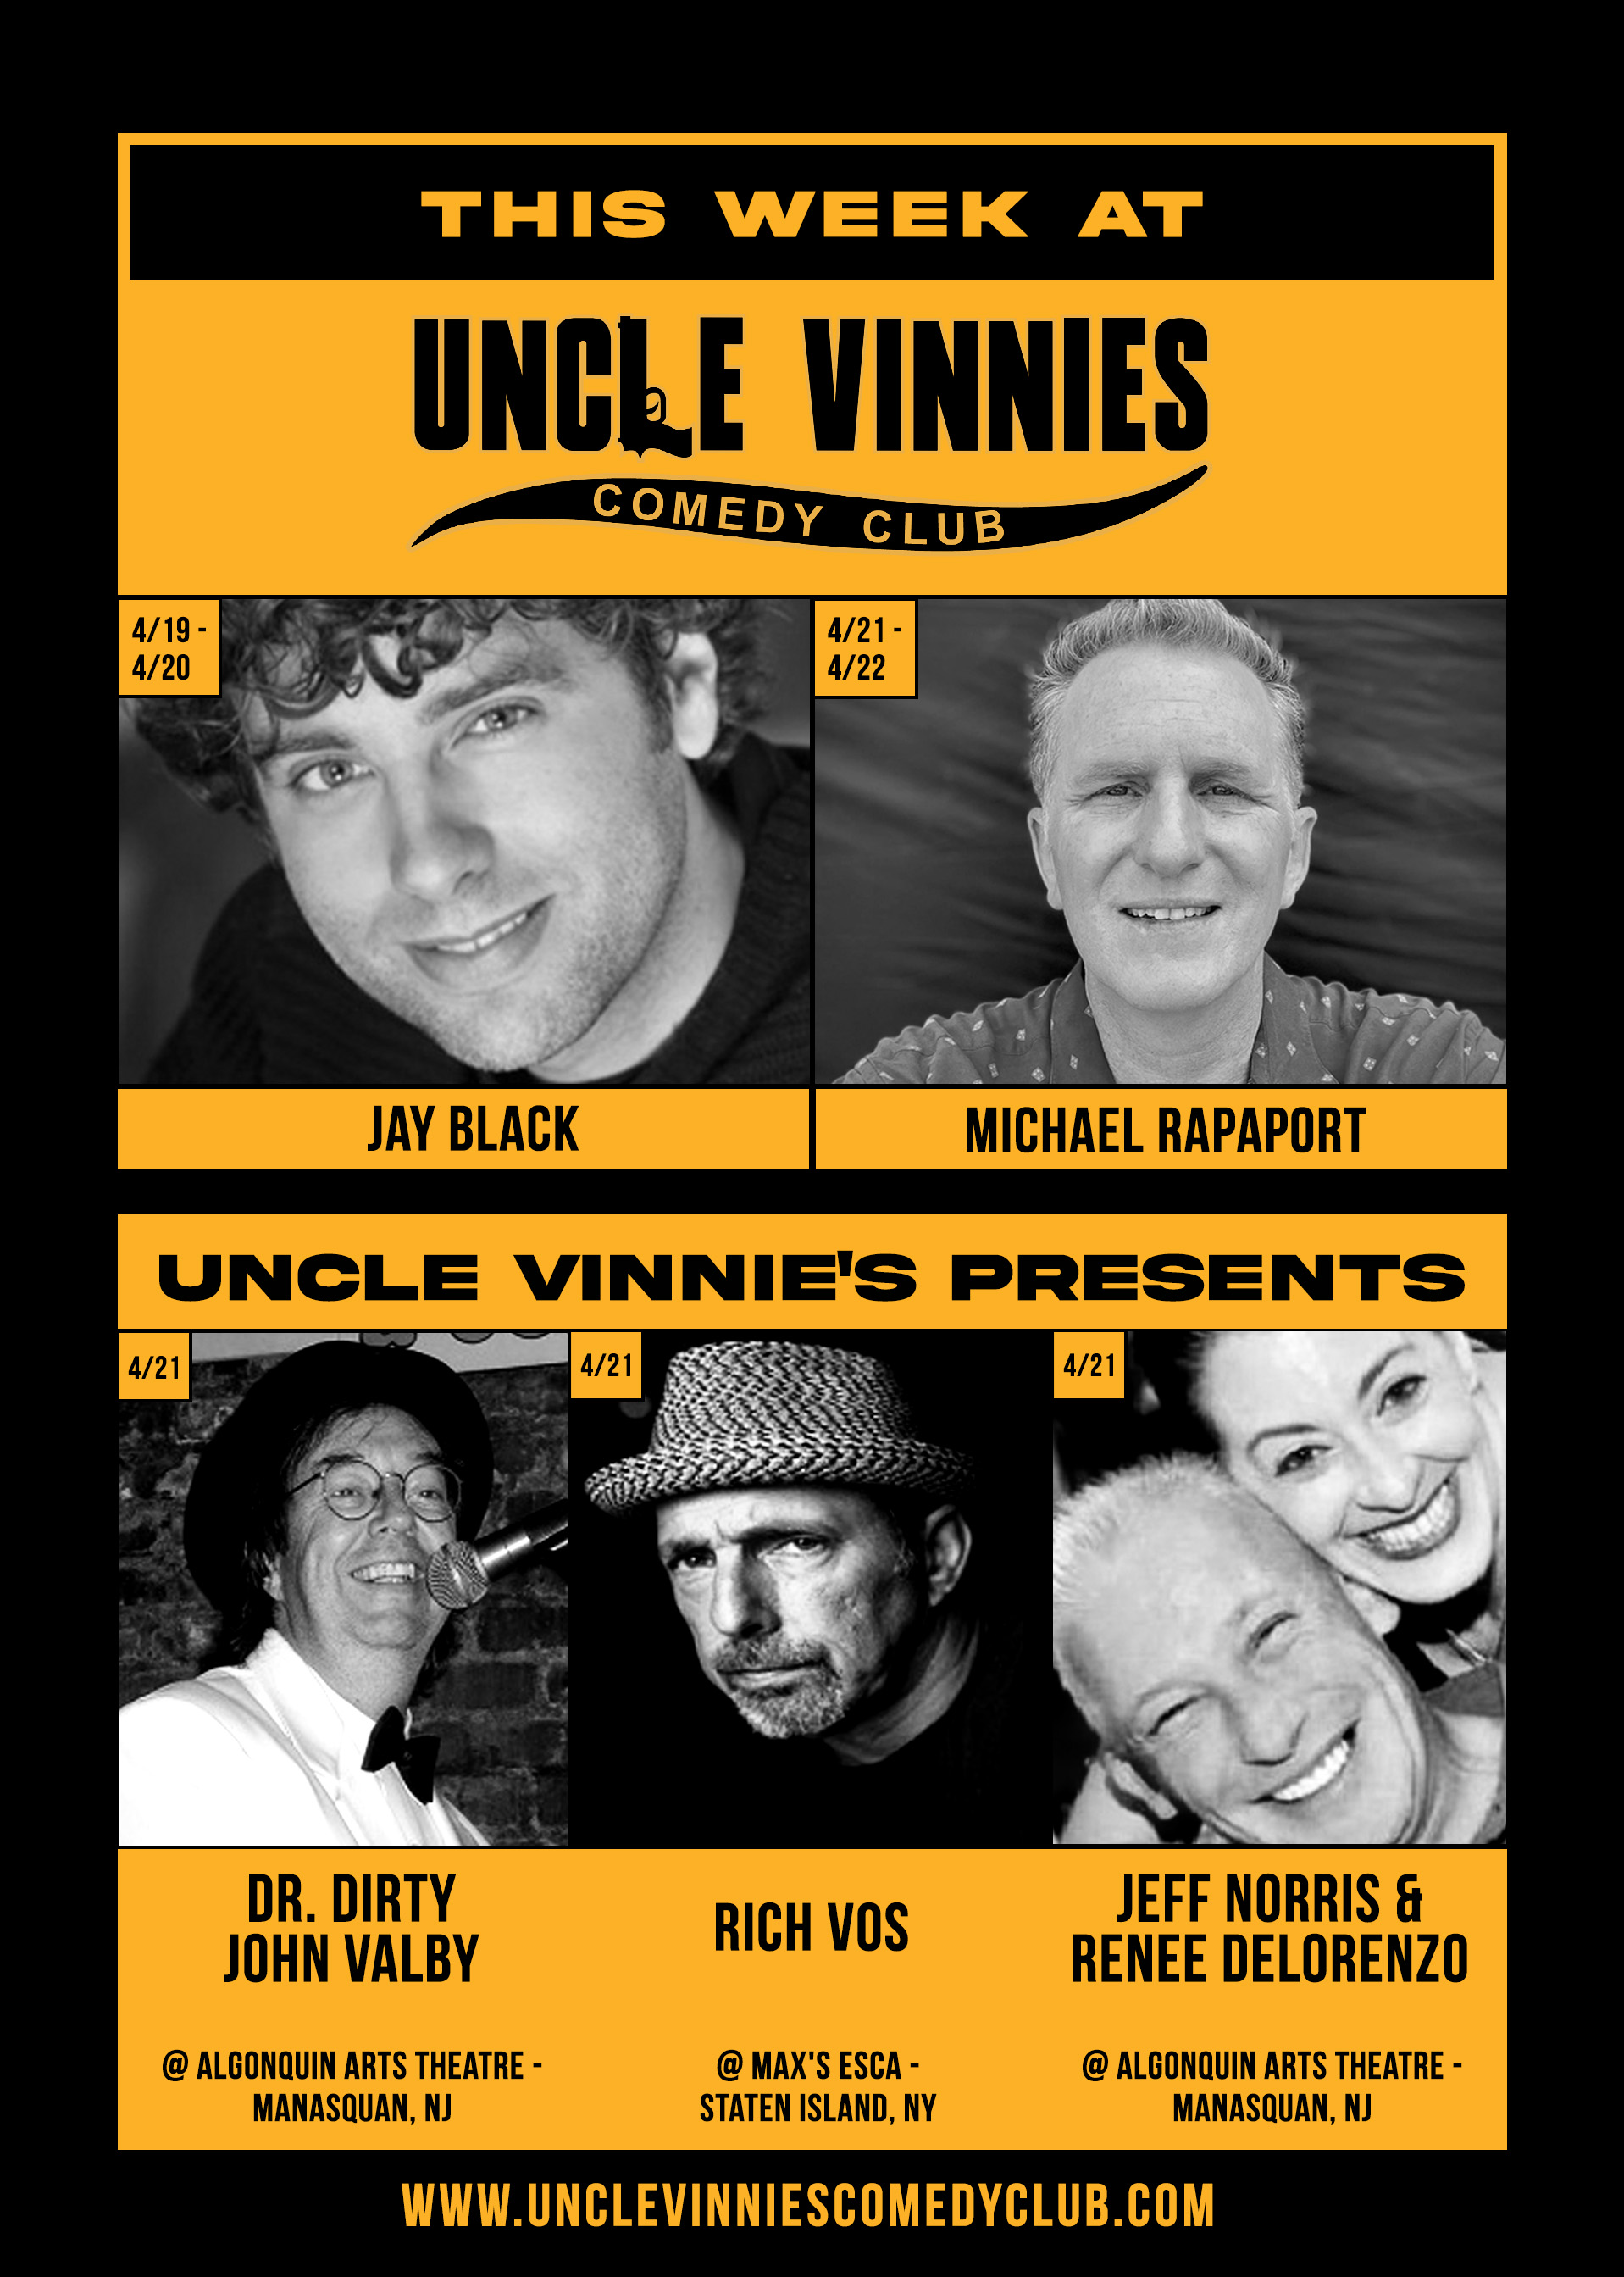 THIS WEEK AT
UNCLE VINNIES
COMEDY CLUB
4/19 -
4/20
4/21 -
4/22
JAY BLACK
MICHAEL RAPAPORT
UNCLE VINNIE'S PRESENTS
4/21
4/21
4/21
DR. DIRTY
JOHN VALBY
RICH VOS
JEFF NORRIS &
RENEE DELORENZO
@ ALGONQUIN ARTS THEATRE -
MANASQUAN, NJ
@ MAX'S ESCA -
STATEN ISLAND, NY
@ ALGONQUIN ARTS THEATRE -
MANASQUAN, NJ
WWW.UNCLEVINNIESCOMEDYCLUB.COM